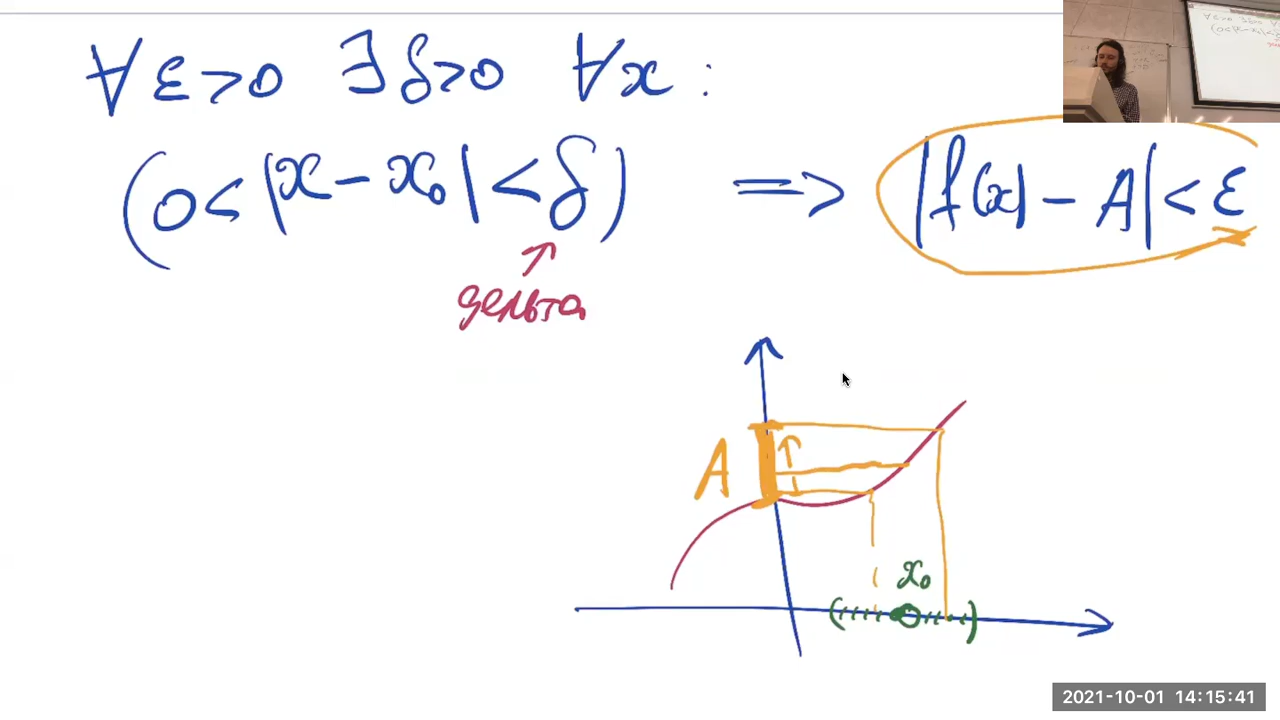 ∀ε>0 ∃δ>0 ∀x :
(0<|x-x₀|<δ) => |f(x)-A|<ε
↑
дельта
A
x₀
2021-10-01 14:15:41